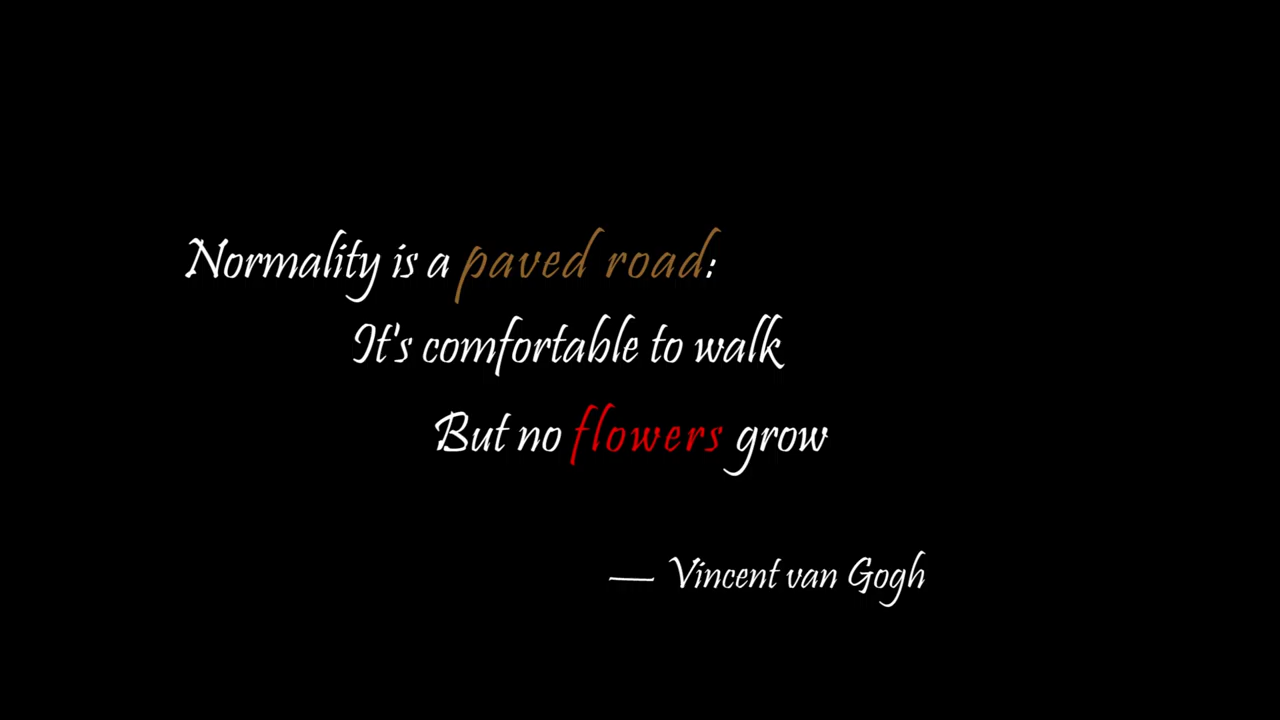 Normality is a paved road:
It's comfortable to walk
But no flowers grow
— Vincent van Gogh